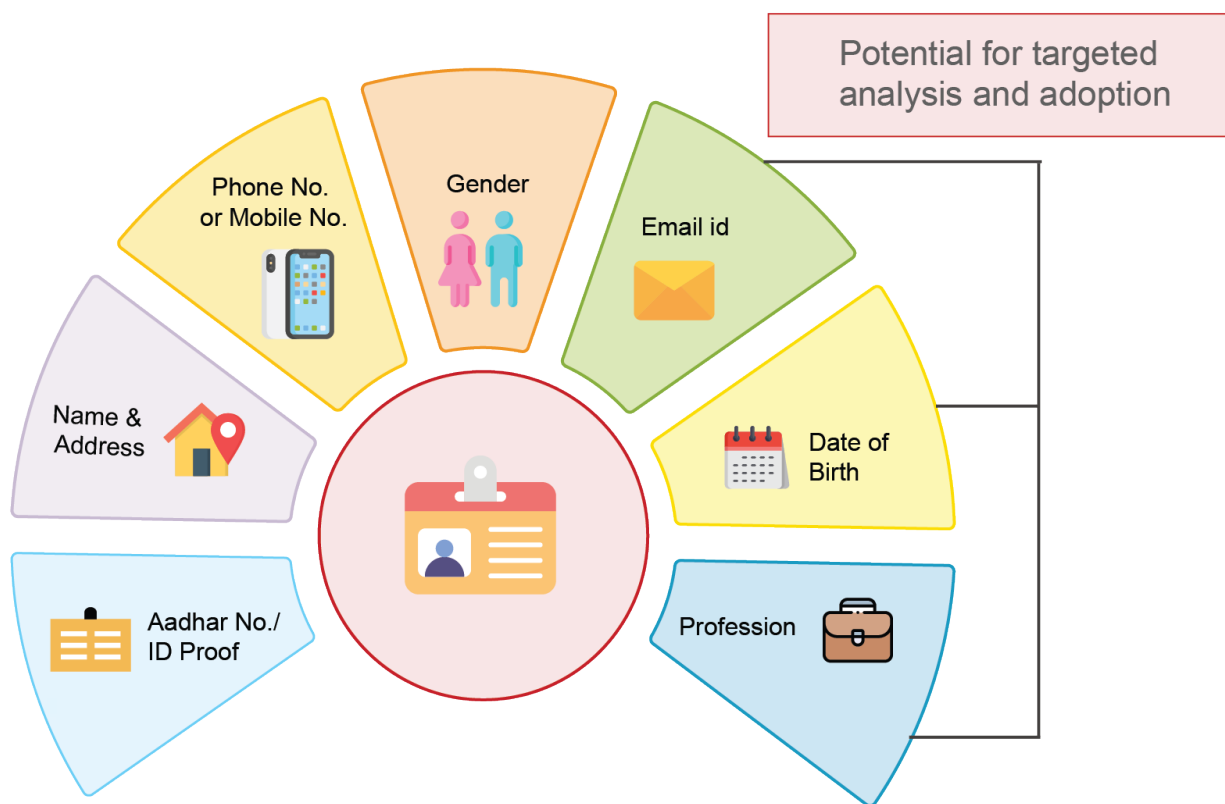 Potential for targeted
analysis and adoption
Gender
Phone No.
or Mobile No.
Email id
Name &
Address
Date of
Birth
Aadhar No./
ID Proof
Profession